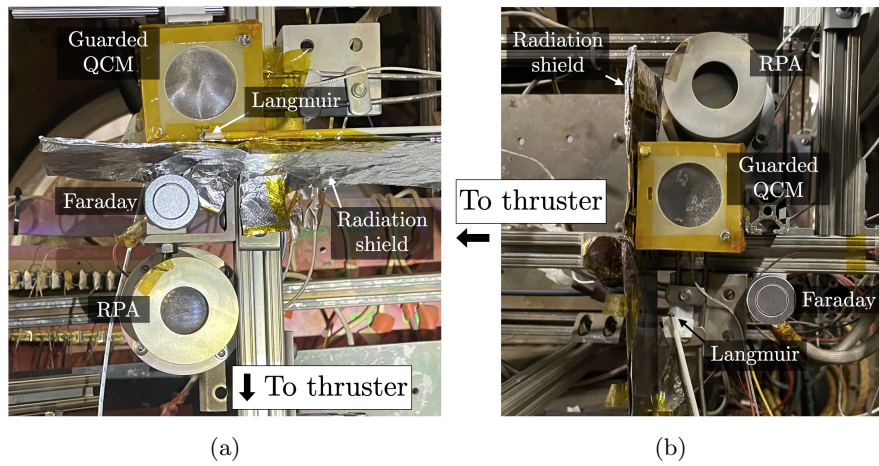 Guarded
QCM
Langmuir
Faraday
Radiation
shield
RPA
To thruster
(a)
Radiation
shield
RPA
Guarded
QCM
To thruster
Faraday
Langmuir
(b)